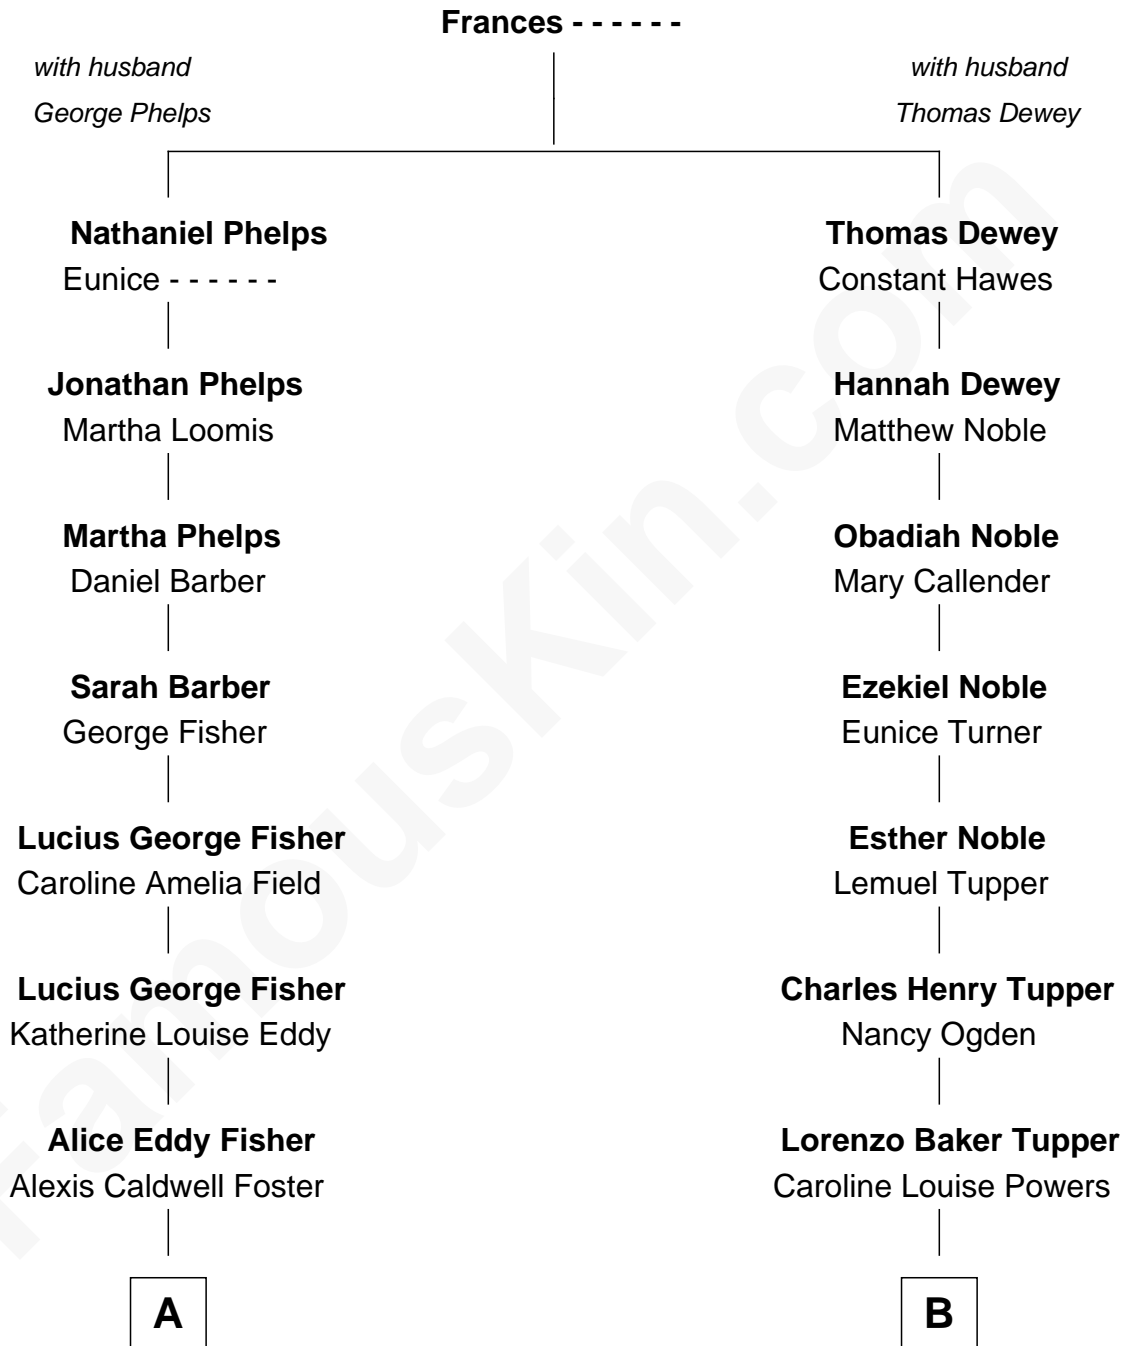 Frances - - - - - -
with husband
George Phelps
with husband
Thomas Dewey
Nathaniel Phelps
Eunice - - - - - -
Thomas Dewey
Constant Hawes
Jonathan Phelps
Martha Loomis
Hannah Dewey
Matthew Noble
Martha Phelps
Daniel Barber
Obadiah Noble
Mary Callender
Sarah Barber
George Fisher
Ezekiel Noble
Eunice Turner
Lucius George Fisher
Caroline Amelia Field
Esther Noble
Lemuel Tupper
Lucius George Fisher
Katherine Louise Eddy
Charles Henry Tupper
Nancy Ogden
Alice Eddy Fisher
Alexis Caldwell Foster
Lorenzo Baker Tupper
Caroline Louise Powers
A
B
FamousKin.com